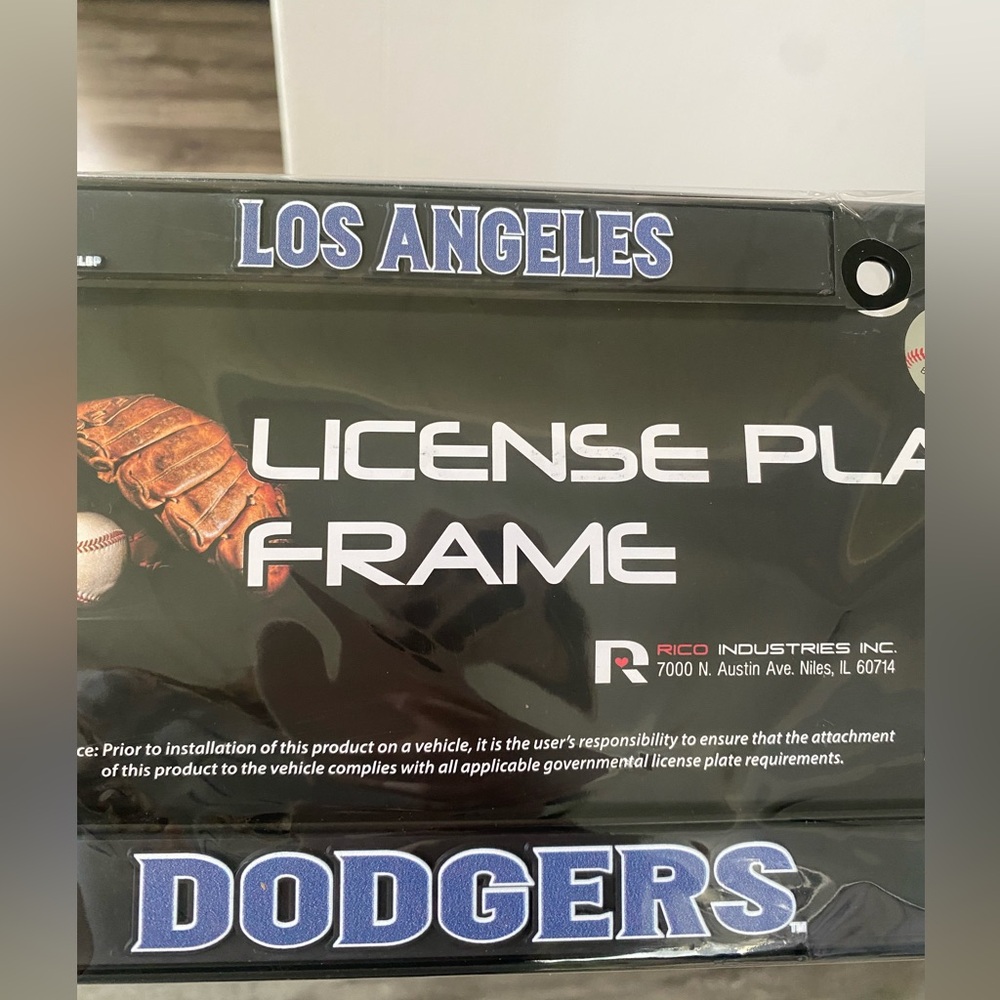 LOS ANGELES
LICENSE PLA
FRAME
RICO INDUSTRIES INC.
7000 N. Austin Ave. Niles, IL 60714
ce: Prior to installation of this product on a vehicle, it is the user's responsibility to ensure that the attachment
of this product to the vehicle complies with all applicable governmental license plate requirements.
DODGERS™